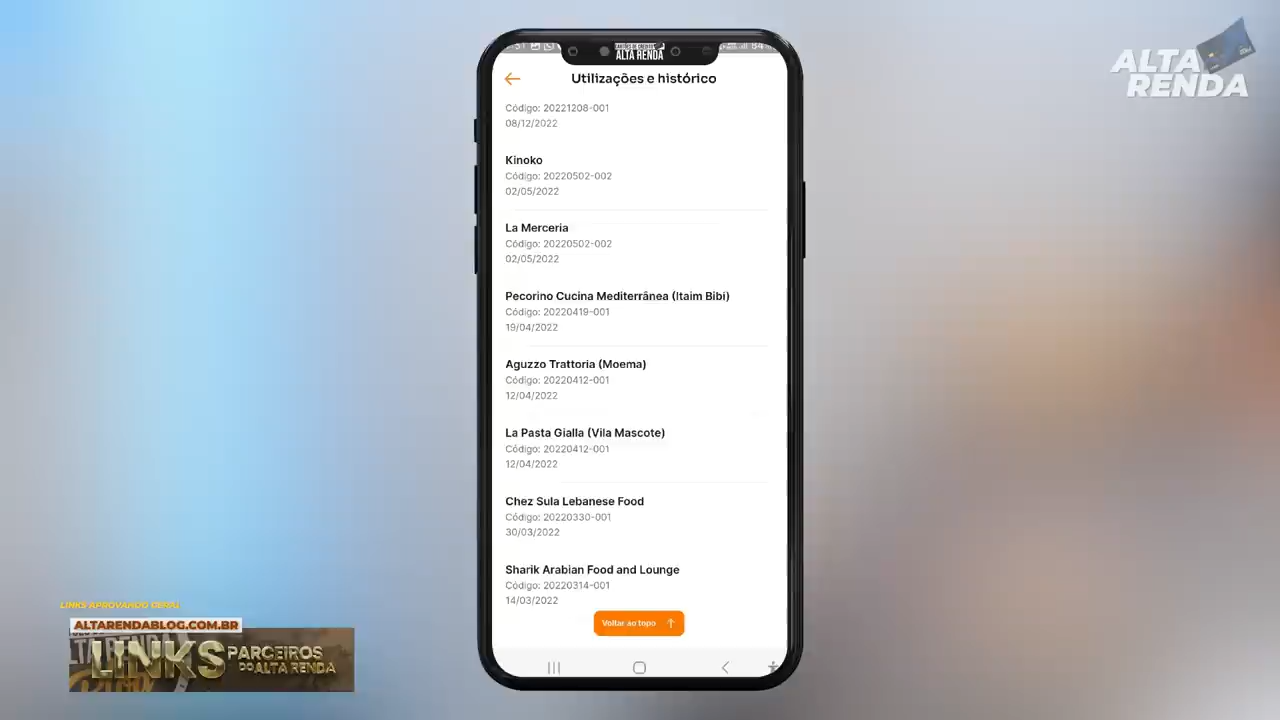 ALTA RENDA
84%
Utilizações e histórico
Código: 20221208-001
08/12/2022
Kinoko
Código: 20220502-002
02/05/2022
La Merceria
Código: 20220502-002
02/05/2022
Pecorino Cucina Mediterrânea (Itaim Bibi)
Código: 20220419-001
19/04/2022
Aguzzo Trattoria (Moema)
Código: 20220412-001
12/04/2022
La Pasta Gialla (Vila Mascote)
Código: 20220412-001
12/04/2022
Chez Sula Lebanese Food
Código: 20220330-001
30/03/2022
Sharik Arabian Food and Lounge
Código: 20220314-001
14/03/2022
Voltar ao topo
ALTA
RENDA
LINKS APROVANDO GERAL
ALTARENDABLOG.COM.BR
LINKS PARCEIROS
DO ALTA RENDA